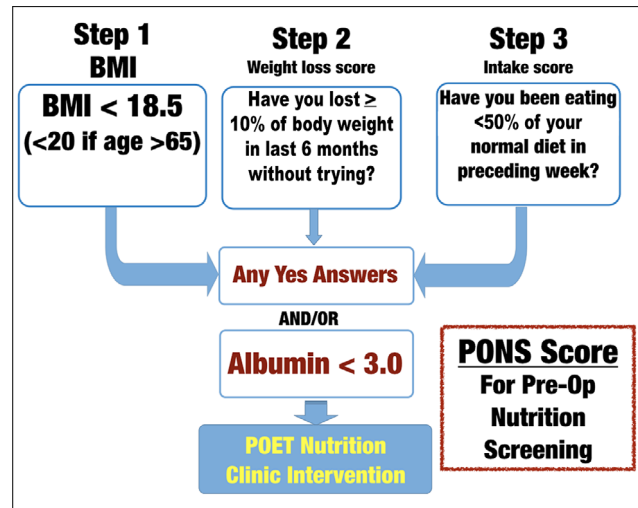 Step 1
BMI
BMI < 18.5
(<20 if age >65)
Step 2
Weight loss score
Have you lost ≥
10% of body weight
in last 6 months
without trying?
Step 3
Intake score
Have you been eating
<50% of your
normal diet in
preceding week?
Any Yes Answers
AND/OR
Albumin < 3.0
POET Nutrition
Clinic Intervention
PONS Score
For Pre-Op
Nutrition
Screening